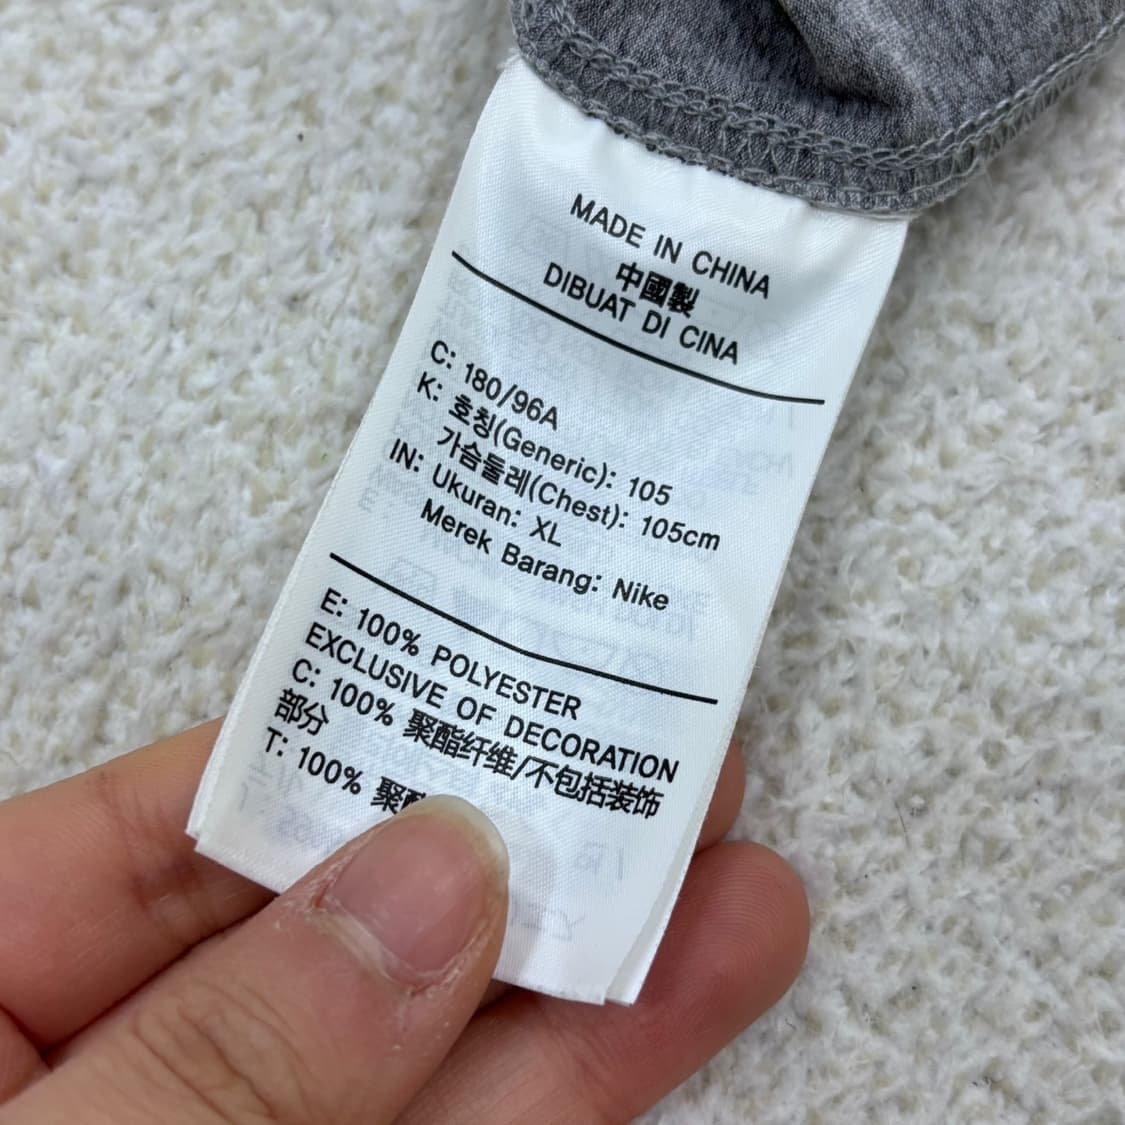 MADE IN CHINA
中國製
DIBUAT DI CINA
C: 180/96A
K: 호칭(Generic): 105
가슴둘레(Chest): 105cm
IN: Ukuran: XL
Merek Barang: Nike
E: 100% POLYESTER
EXCLUSIVE OF DECORATION
C: 100% 聚酯纤维/不包括装饰
部分
T: 100% 聚酯